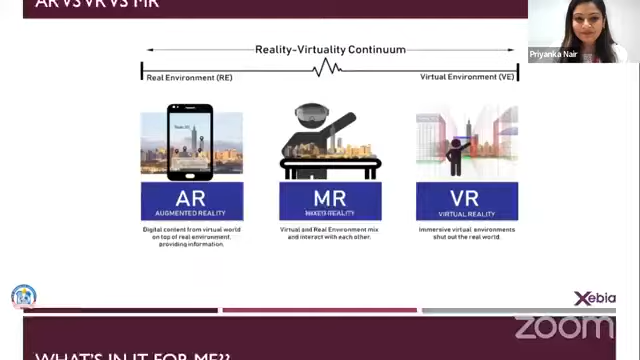 AR VS VR VS MR
Priyanka Nair
Reality-Virtuality Continuum
Real Environment (RE)
Virtual Environment (VE)
AR
AUGMENTED REALITY
Digital content from virtual world
on top of real environment,
providing information.
MR
MIXED REALITY
Virtual and Real Environment mix
and interact with each other.
VR
VIRTUAL REALITY
Immersive virtual environments
shut out the real world.
Xebia
zoom
WHAT'S IN IT FOR ME??